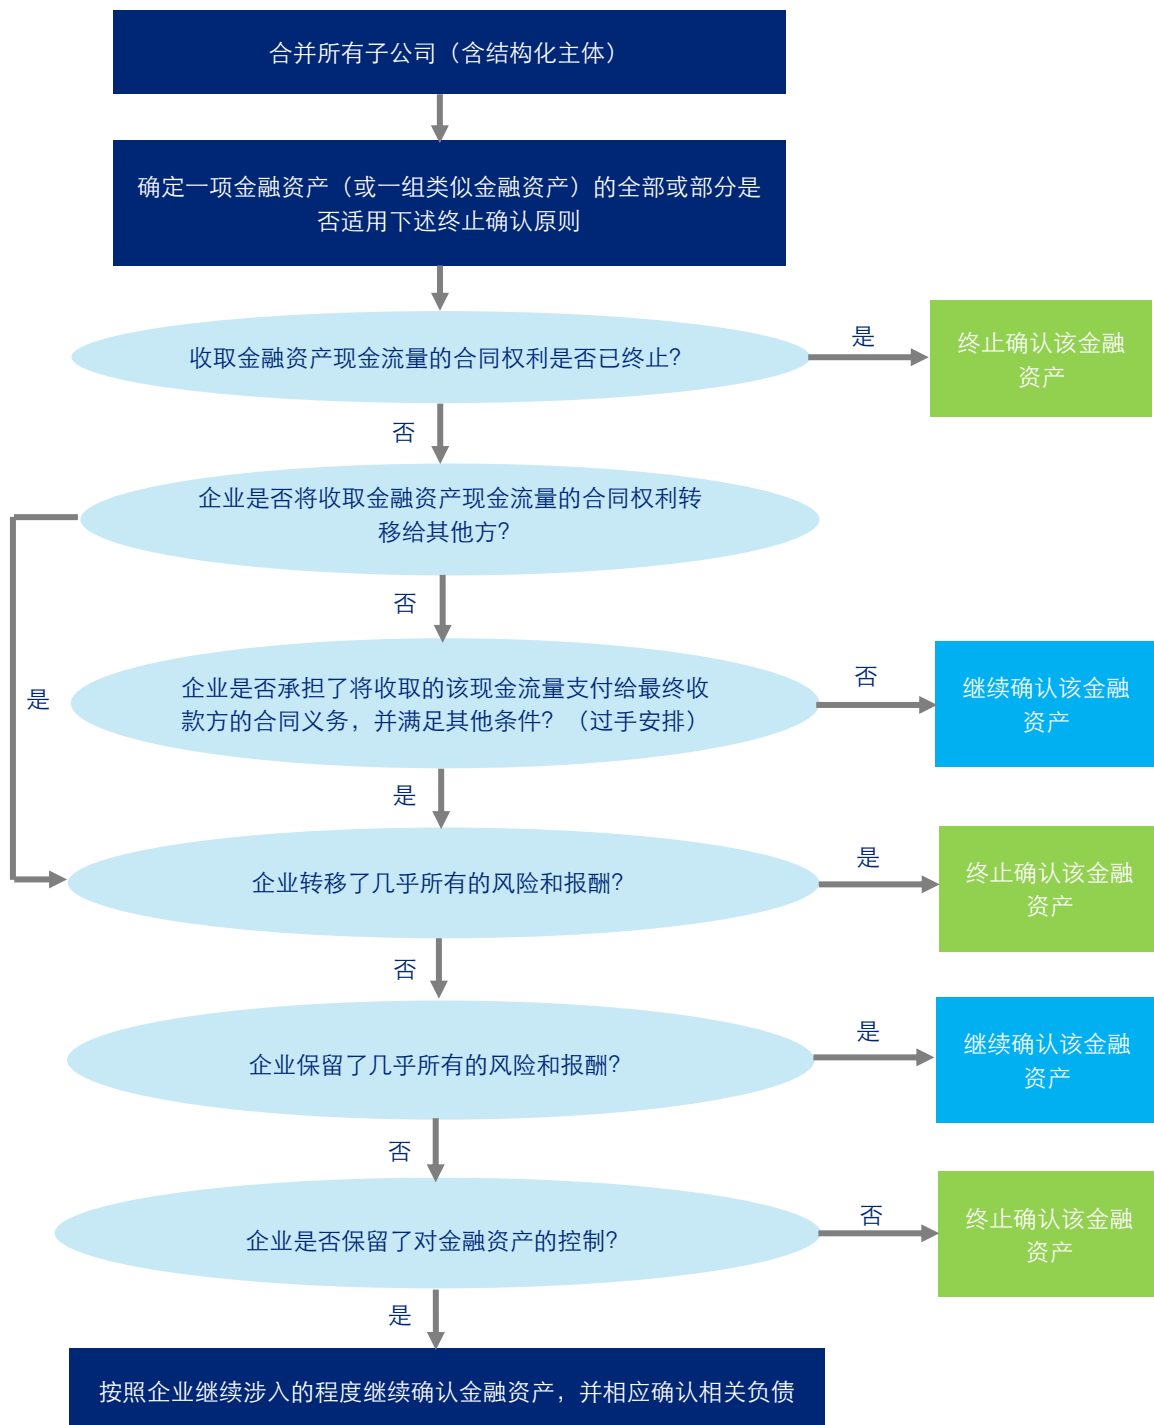 合并所有子公司（含结构化主体）
确定一项金融资产（或一组类似金融资产）的全部或部分是
否适用下述终止确认原则
收取金融资产现金流量的合同权利是否已终止？
是
终止确认该金融
资产
否
企业是否将收取金融资产现金流量的合同权利转
移给其他方？
否
是
企业是否承担了将收取的该现金流量支付给最终收
款方的合同义务，并满足其他条件？（过手安排）
否
继续确认该金融
资产
是
企业转移了几乎所有的风险和报酬？
是
终止确认该金融
资产
否
企业保留了几乎所有的风险和报酬？
是
继续确认该金融
资产
否
企业是否保留了对金融资产的控制？
否
终止确认该金融
资产
是
按照企业继续涉入的程度继续确认金融资产，并相应确认相关负债